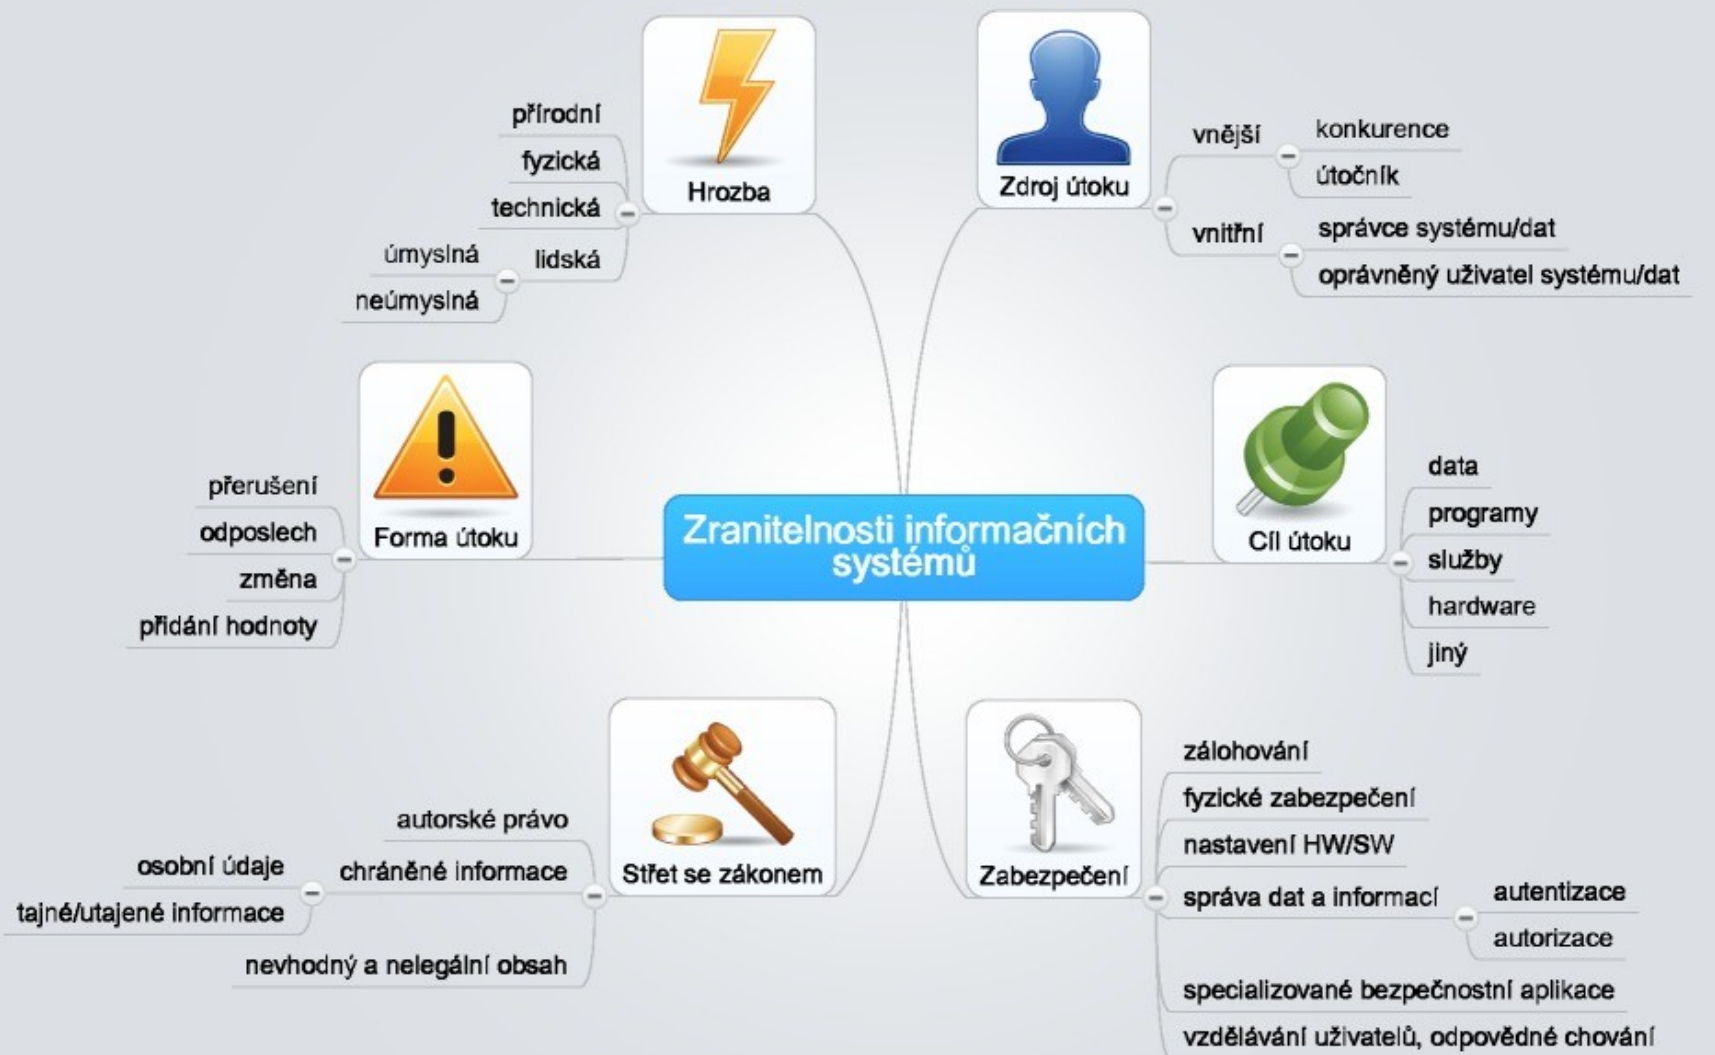 Hrozba
přírodní
fyzická
technická
lidská
úmyslná
neúmyslná
Zdroj útoku
vnější
konkurence
útočník
vnitřní
správce systému/dat
oprávněný uživatel systému/dat
Forma útoku
přerušení
odposlech
změna
přidání hodnoty
Zranitelnosti informačních
systémů
Cíl útoku
data
programy
služby
hardware
jiný
Střet se zákonem
autorské právo
chráněné informace
osobní údaje
tajné/utajené informace
nevhodný a nelegální obsah
Zabezpečení
zálohování
fyzické zabezpečení
nastavení HW/SW
správa dat a informací
autentizace
autorizace
specializované bezpečnostní aplikace
vzdělávání uživatelů, odpovědné chování